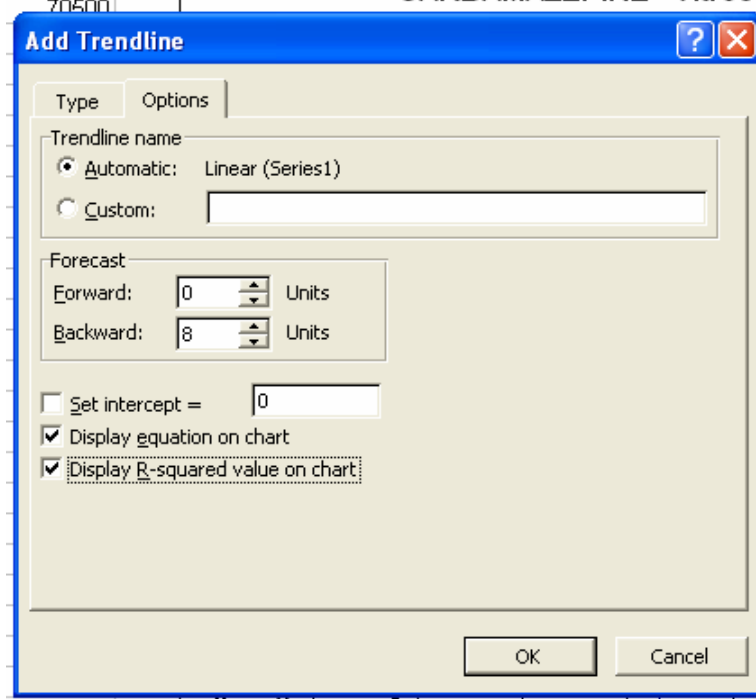 70500
Add Trendline
Type Options
Trendline name
Automatic: Linear (Series1)
Custom:
Forecast
Forward: 0 Units
Backward: 8 Units
Set intercept = 0
Display equation on chart
Display R-squared value on chart
OK Cancel